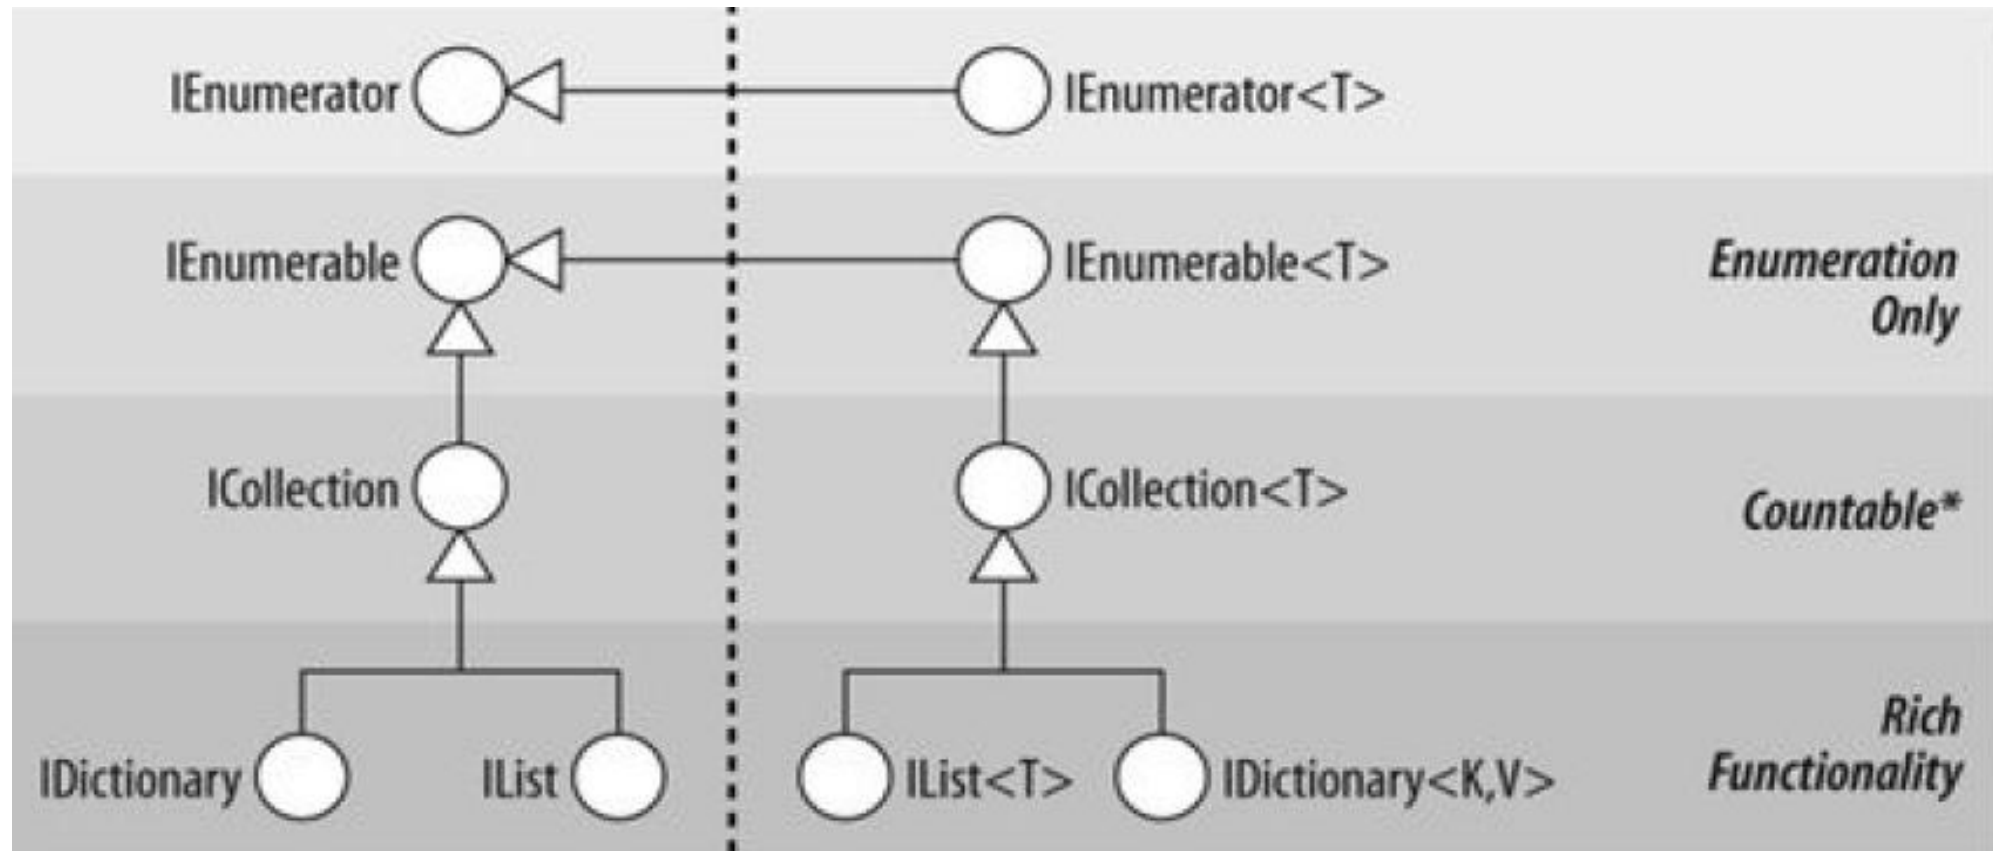 IEnumerator IEnumerator<T>
IEnumerable IEnumerable<T> Enumeration
Only
ICollection ICollection<T> Countable*
Rich
IDictionary IList IList<T> IDictionary<K,V> Functionality